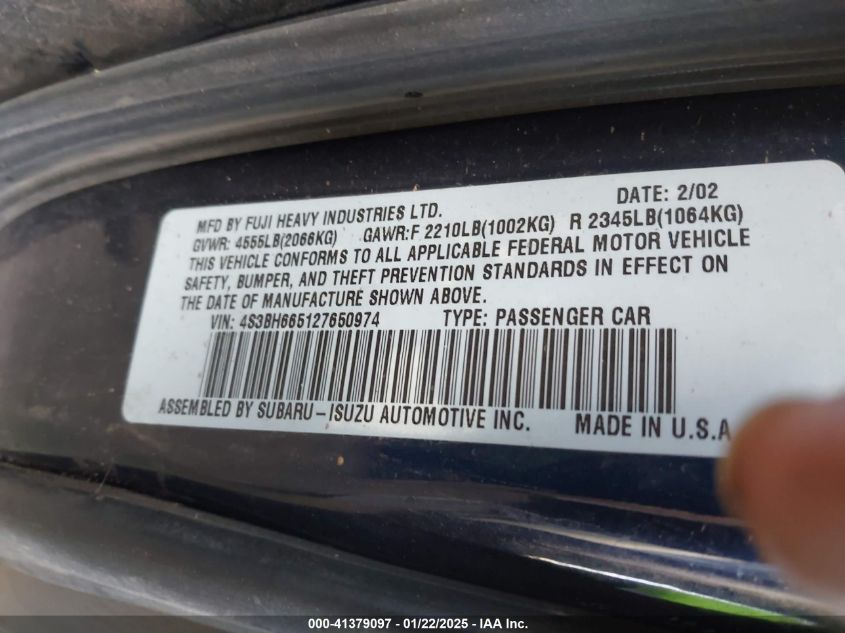 DATE: 2/02
MFD BY FUJI HEAVY INDUSTRIES LTD.
GVWR: 4555LB(2066KG) GAWR:F 2210LB(1002KG) R 2345LB(1064KG)
THIS VEHICLE CONFORMS TO ALL APPLICABLE FEDERAL MOTOR VEHICLE
SAFETY, BUMPER, AND THEFT PREVENTION STANDARDS IN EFFECT ON
THE DATE OF MANUFACTURE SHOWN ABOVE.
VIN: 4S3BH665127650974 TYPE: PASSENGER CAR
ASSEMBLED BY SUBARU-ISUZU AUTOMOTIVE INC. MADE IN U.S.A
000-41379097 - 01/22/2025 - IAA Inc.